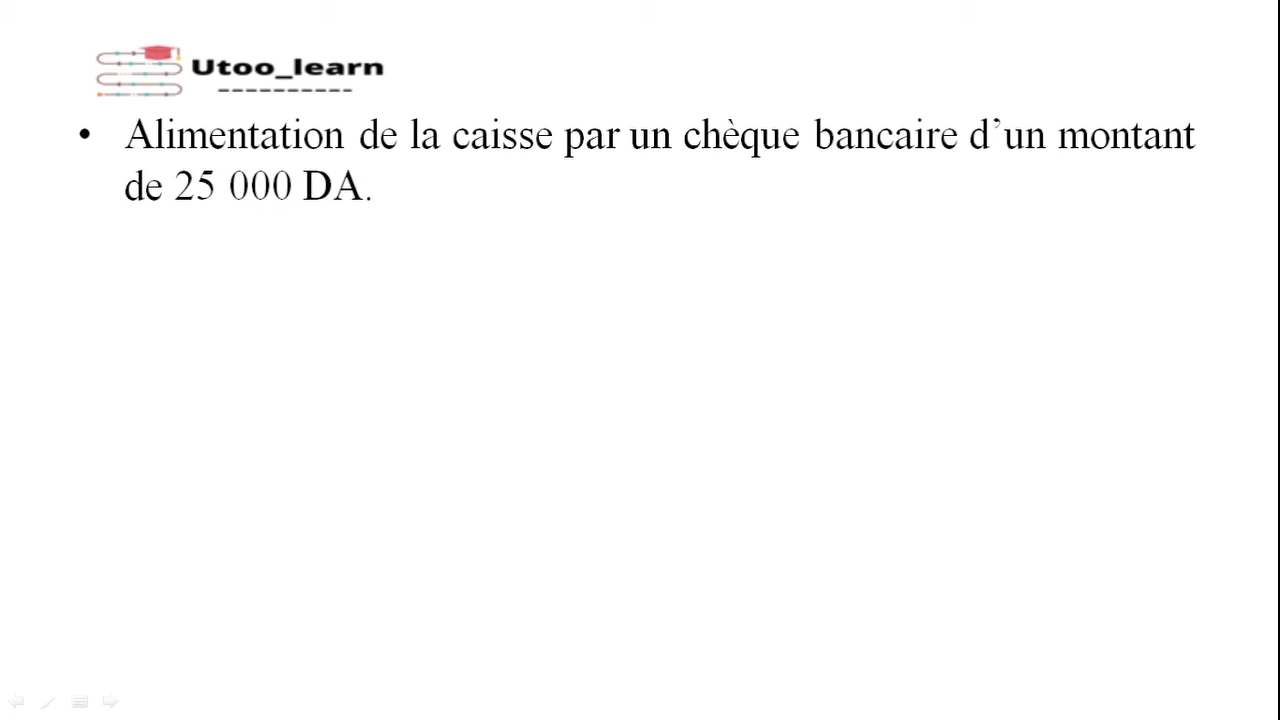 Utoo_learn
• Alimentation de la caisse par un chèque bancaire d’un montant
de 25 000 DA.